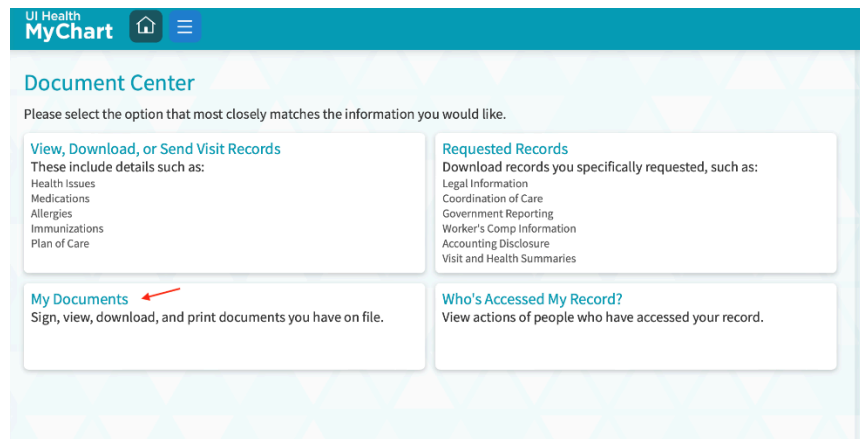 UI Health
MyChart
Document Center
Please select the option that most closely matches the information you would like.
View, Download, or Send Visit Records
These include details such as:
Health Issues
Medications
Allergies
Immunizations
Plan of Care
Requested Records
Download records you specifically requested, such as:
Legal Information
Coordination of Care
Government Reporting
Worker's Comp Information
Accounting Disclosure
Visit and Health Summaries
My Documents
Sign, view, download, and print documents you have on file.
Who's Accessed My Record?
View actions of people who have accessed your record.